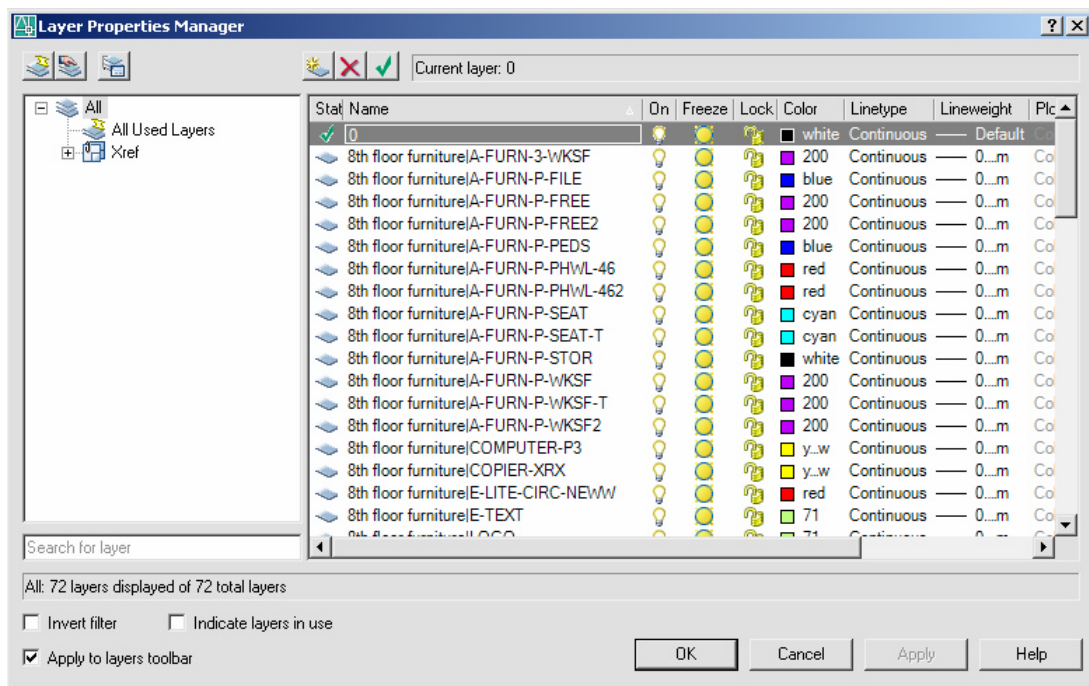 Layer Properties Manager
Current layer: 0
All
All Used Layers
Xref
Stat Name On Freeze Lock Color Linetype Lineweight
0 white Continuous Default
8th floor furniture|A-FURN-3-WKSF 200 Continuous 0....m
8th floor furniture|A-FURN-P-FILE blue Continuous 0....m
8th floor furniture|A-FURN-P-FREE 200 Continuous 0....m
8th floor furniture|A-FURN-P-FREE2 200 Continuous 0....m
8th floor furniture|A-FURN-P-PEDS blue Continuous 0....m
8th floor furniture|A-FURN-P-PHWL-46 red Continuous 0....m
8th floor furniture|A-FURN-P-PHWL-462 red Continuous 0....m
8th floor furniture|A-FURN-P-SEAT cyan Continuous 0....m
8th floor furniture|A-FURN-P-SEAT-T cyan Continuous 0....m
8th floor furniture|A-FURN-P-STOR white Continuous 0....m
8th floor furniture|A-FURN-P-WKSF 200 Continuous 0....m
8th floor furniture|A-FURN-P-WKSF-T 200 Continuous 0....m
8th floor furniture|A-FURN-P-WKSF2 200 Continuous 0....m
8th floor furniture|COMPUTER-P3 y...w Continuous 0....m
8th floor furniture|COPIER-XRX y...w Continuous 0....m
8th floor furniture|E-LITE-CIRC-NEWW red Continuous 0....m
8th floor furniture|E-TEXT 71 Continuous 0....m
Search for layer
All: 72 layers displayed of 72 total layers
Invert filter Indicate layers in use
Apply to layers toolbar
OK Cancel Apply Help